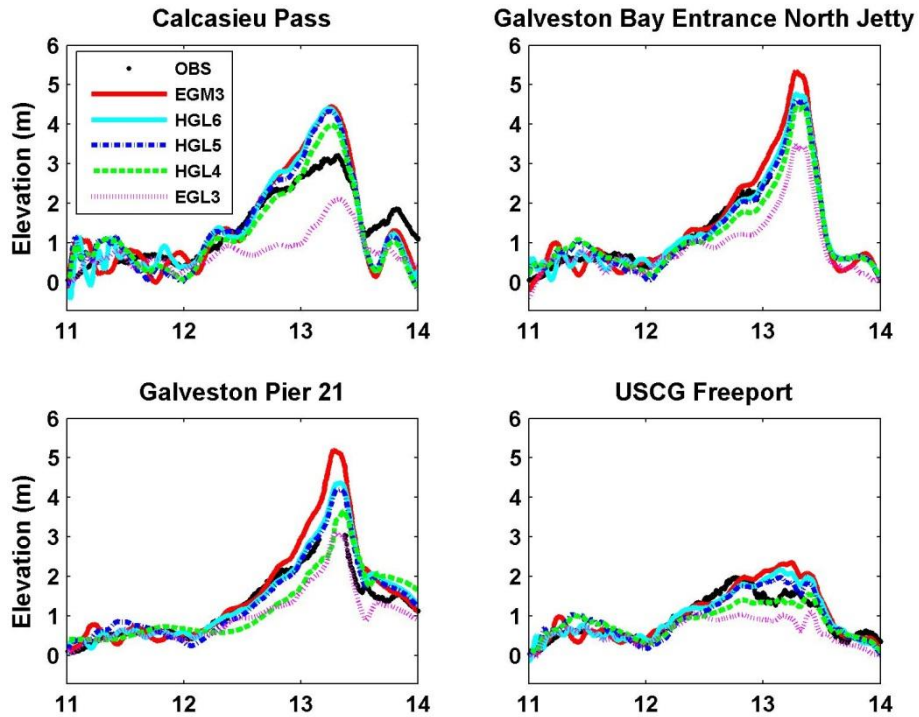 Calcasieu Pass
Galveston Bay Entrance North Jetty
Elevation (m)
6
5
4
3
2
1
0
OBS
EGM3
HGL6
HGL5
HGL4
EGL3
11 12 13 14
6
5
4
3
2
1
0
11 12 13 14
Galveston Pier 21
USCG Freeport
Elevation (m)
6
5
4
3
2
1
0
11 12 13 14
6
5
4
3
2
1
0
11 12 13 14